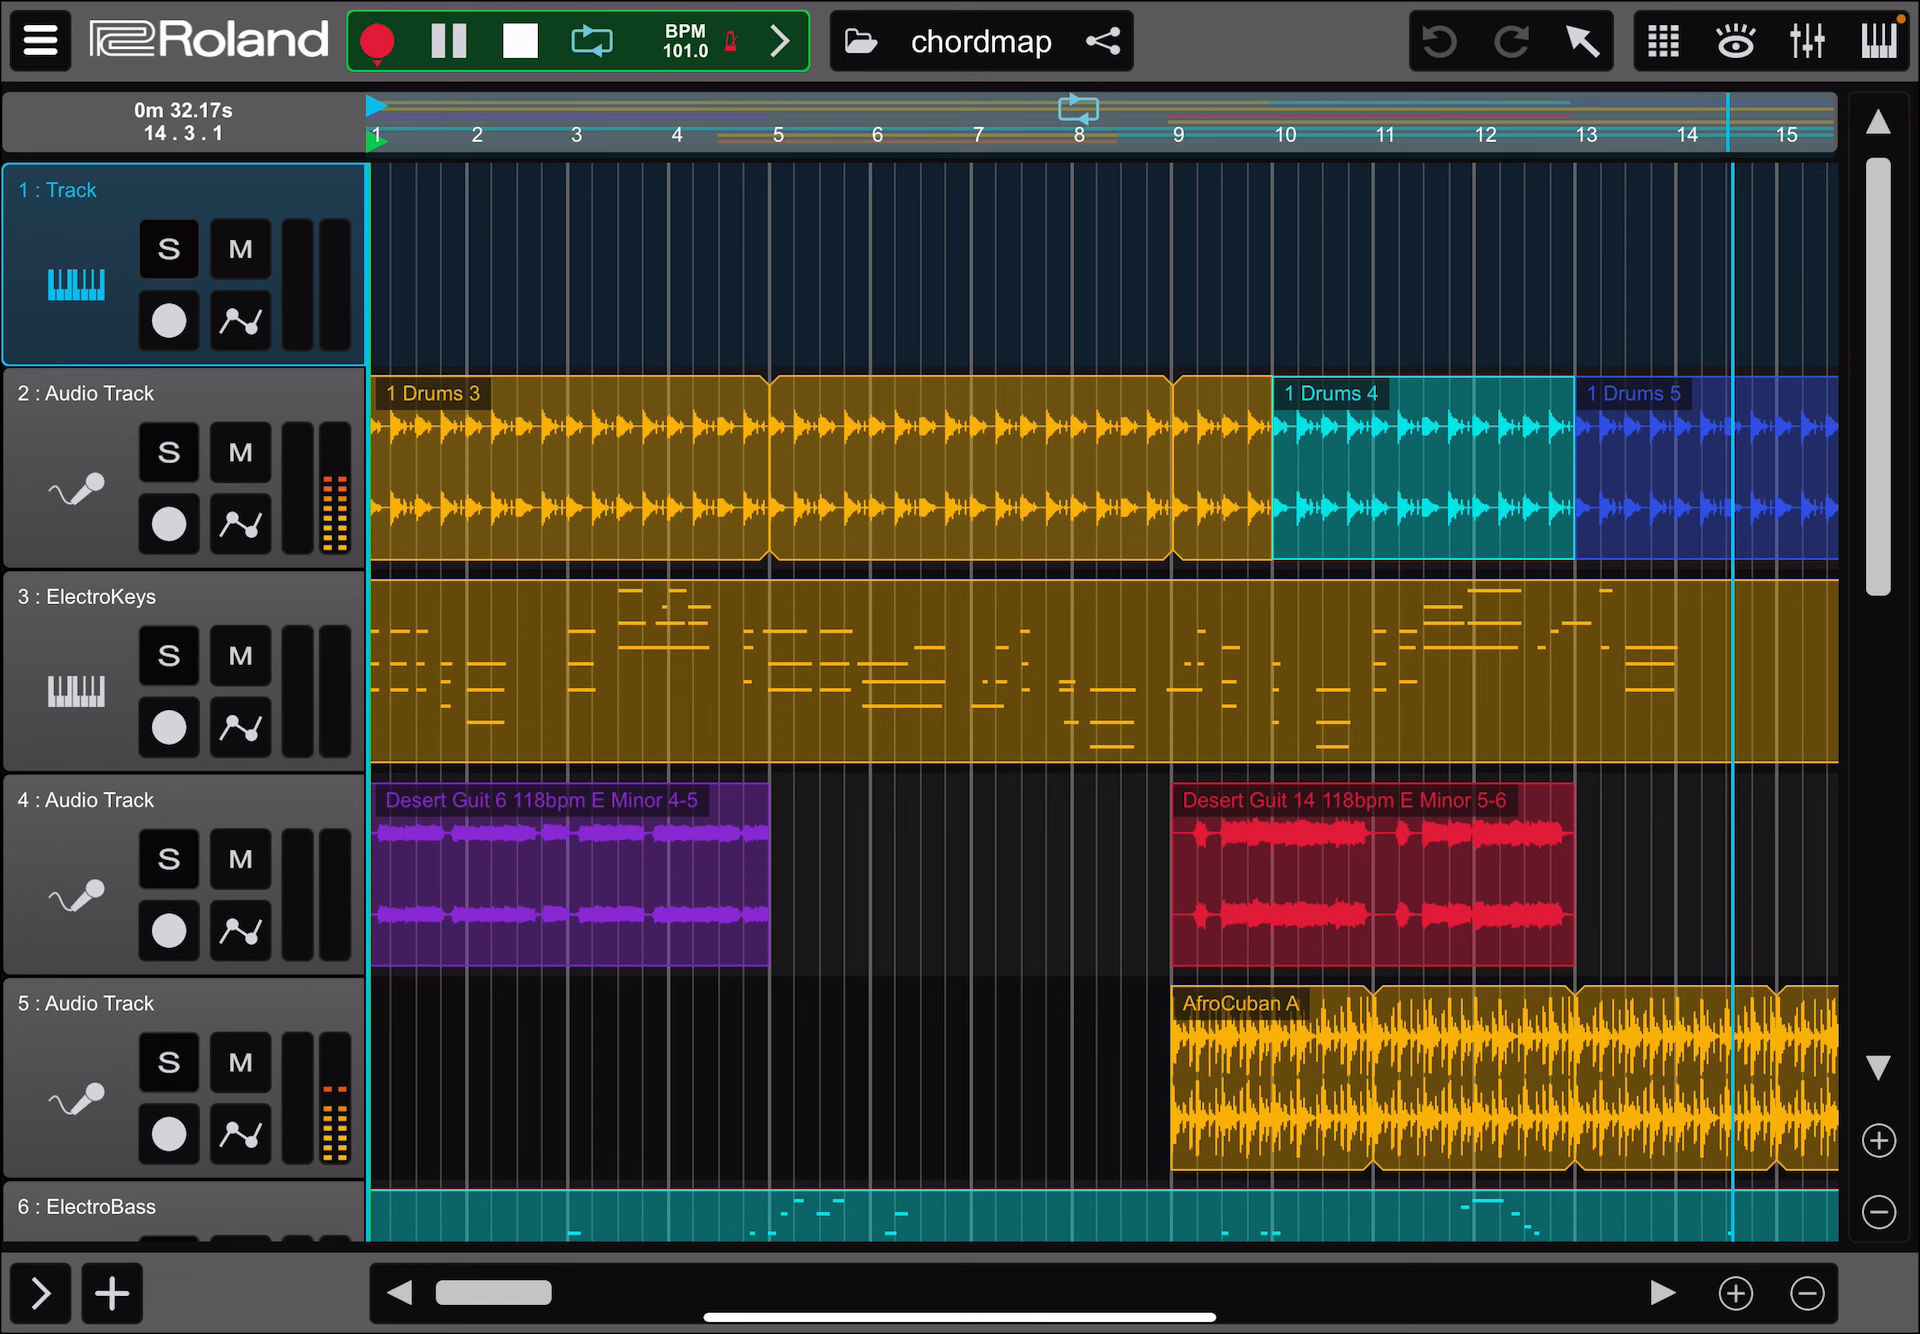 Roland
BPM
101.0
chordmap
0m 32.17s
14 . 3 . 1
1 2 3 4 5 6 7 8 9 10 11 12 13 14 15
1 : Track
S M
2 : Audio Track
S M
1 Drums 3
1 Drums 4
1 Drums 5
3 : ElectroKeys
S M
4 : Audio Track
S M
Desert Guit 6 118bpm E Minor 4-5
Desert Guit 14 118bpm E Minor 5-6
5 : Audio Track
S M
AfroCuban A
6 : ElectroBass